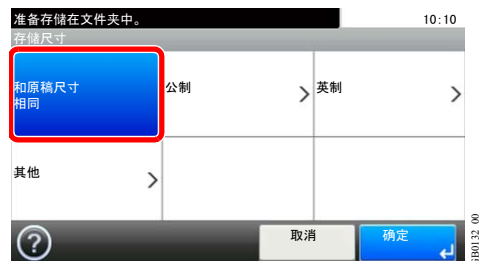 准备存储在文件夹中。 10:10
存储尺寸
和原稿尺寸
相同
公制
英制
其他
取消
确定
GB0132_00